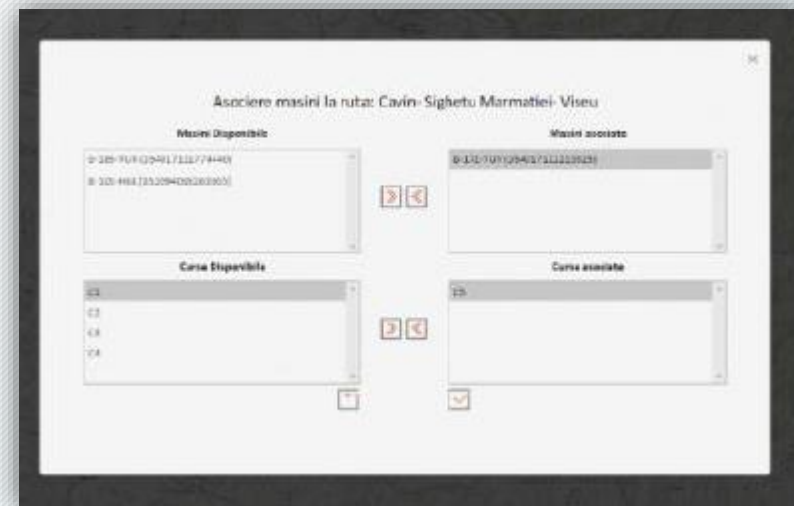 Asociere masini la ruta: Cavin- Sighetu Marmatiei- Viseu
Masini Disponibile
Masini asociate
Curse Disponibile
Curse asociate
C1
C2
C3
C4
C5